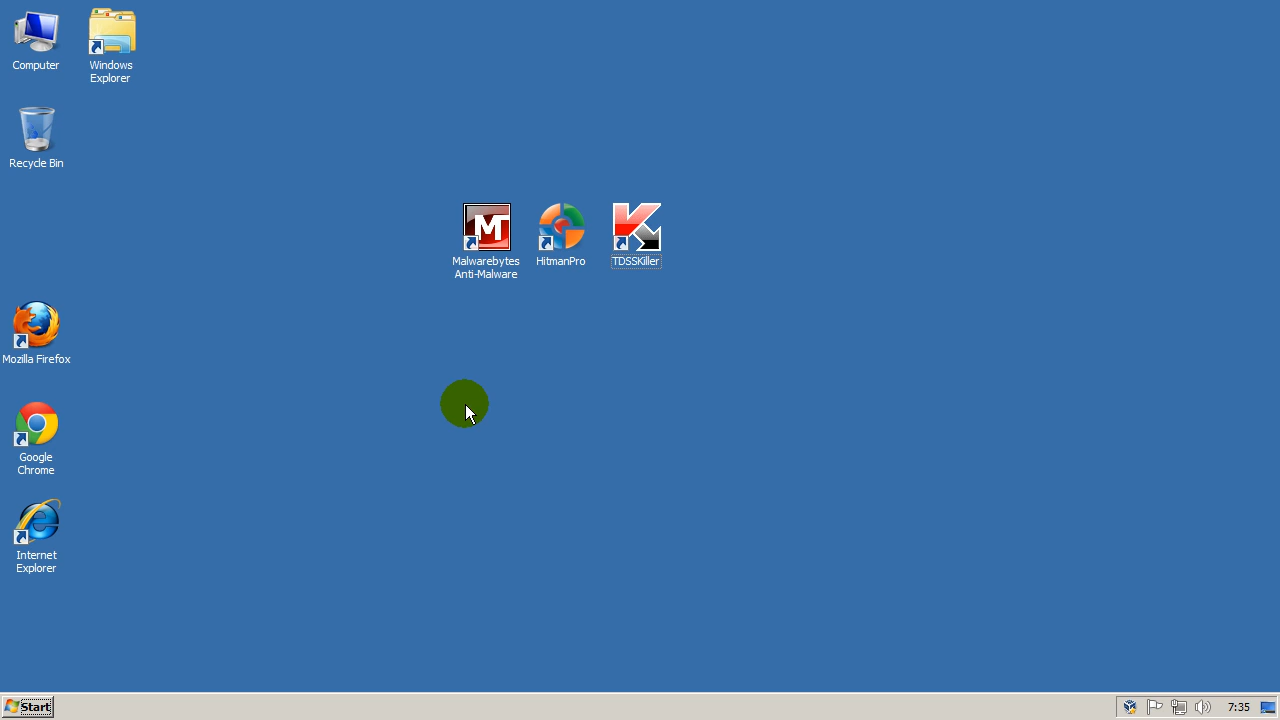 Computer
Windows
Explorer
Recycle Bin
Malwarebytes
Anti-Malware
HitmanPro
TDSSKiller
Mozilla Firefox
Google
Chrome
Internet
Explorer
Start
7:35